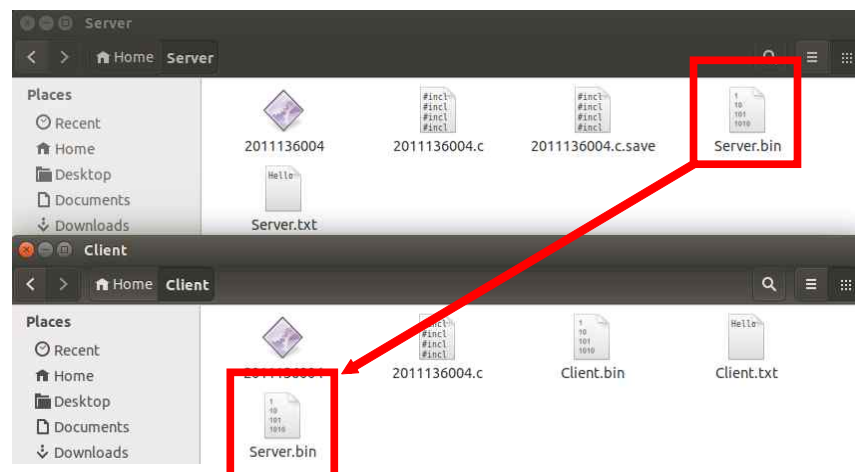 Server
Home Server
Places
Recent
Home
Desktop
Documents
Downloads
2011136004
#incl
#incl
#incl
#incl
2011136004.c
#incl
#incl
#incl
#incl
2011136004.c.save
1
10
101
1010
Server.bin
Hello
Server.txt
Client
Home Client
Places
Recent
Home
Desktop
Documents
Downloads
2011136004
#incl
#incl
#incl
#incl
2011136004.c
1
10
101
1010
Client.bin
Hello
Client.txt
1
10
101
1010
Server.bin